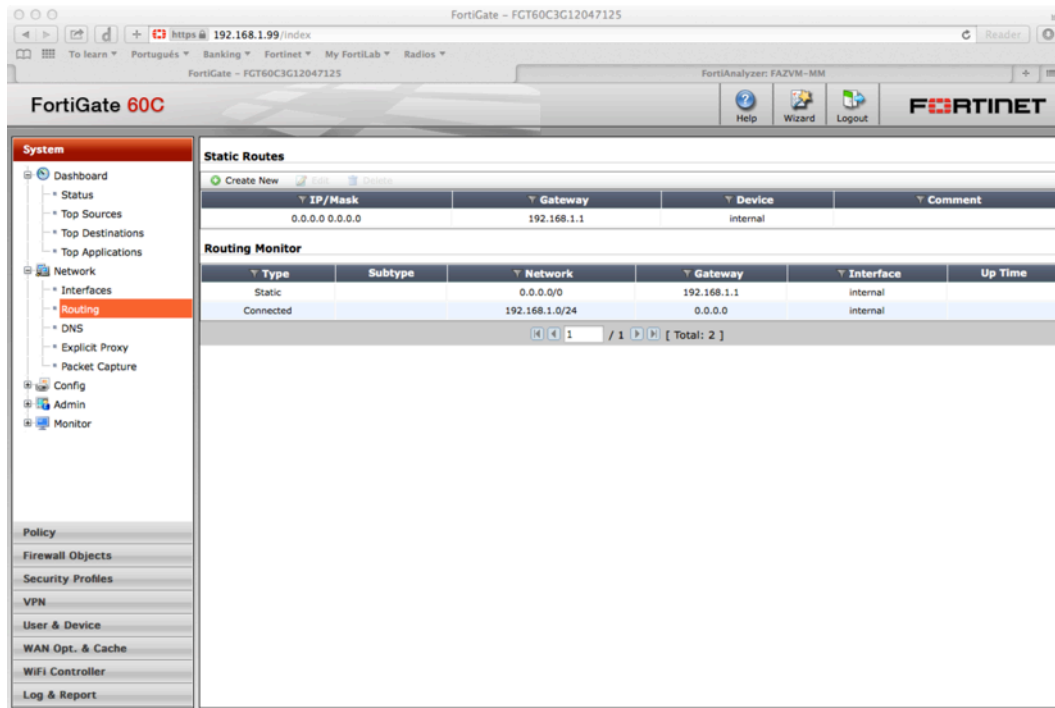 FortiGate – FGT60C3G12047125
https 192.168.1.99/index
Reader
To learn Português Banking Fortinet My FortiLab Radios
FortiGate – FGT60C3G12047125
FortiAnalyzer: FAZVM-MM
FortiGate 60C
Help
Wizard
Logout
FORTINET
System
Dashboard
Status
Top Sources
Top Destinations
Top Applications
Network
Interfaces
Routing
DNS
Explicit Proxy
Packet Capture
Config
Admin
Monitor
Policy
Firewall Objects
Security Profiles
VPN
User & Device
WAN Opt. & Cache
WiFi Controller
Log & Report
Static Routes
Create New Edit Delete
IP/Mask Gateway Device Comment
0.0.0.0 0.0.0.0 192.168.1.1 internal
Routing Monitor
Type Subtype Network Gateway Interface Up Time
Static 0.0.0.0/0 192.168.1.1 internal
Connected 192.168.1.0/24 0.0.0.0 internal
1 / 1 [ Total: 2 ]